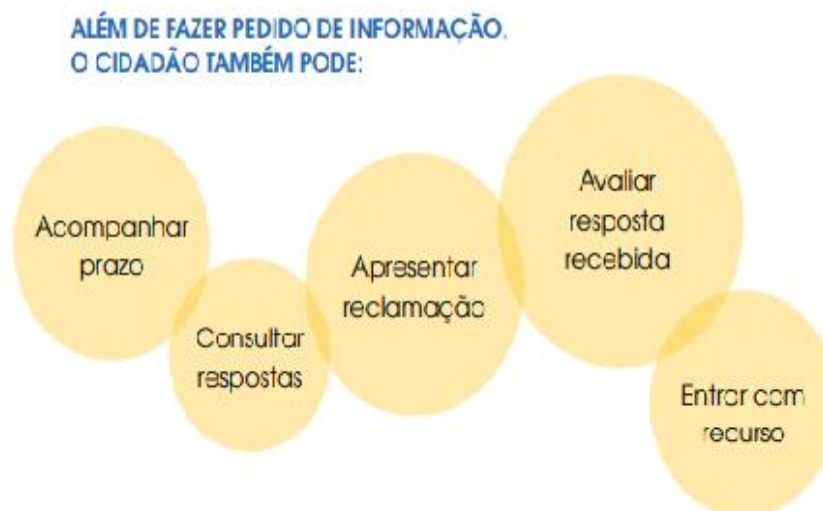 ALÉM DE FAZER PEDIDO DE INFORMAÇÃO,
O CIDADÃO TAMBÉM PODE:
Acompanhar
prazo
Consultar
respostas
Apresentar
reclamação
Avaliar
resposta
recebida
Entrar com
recurso